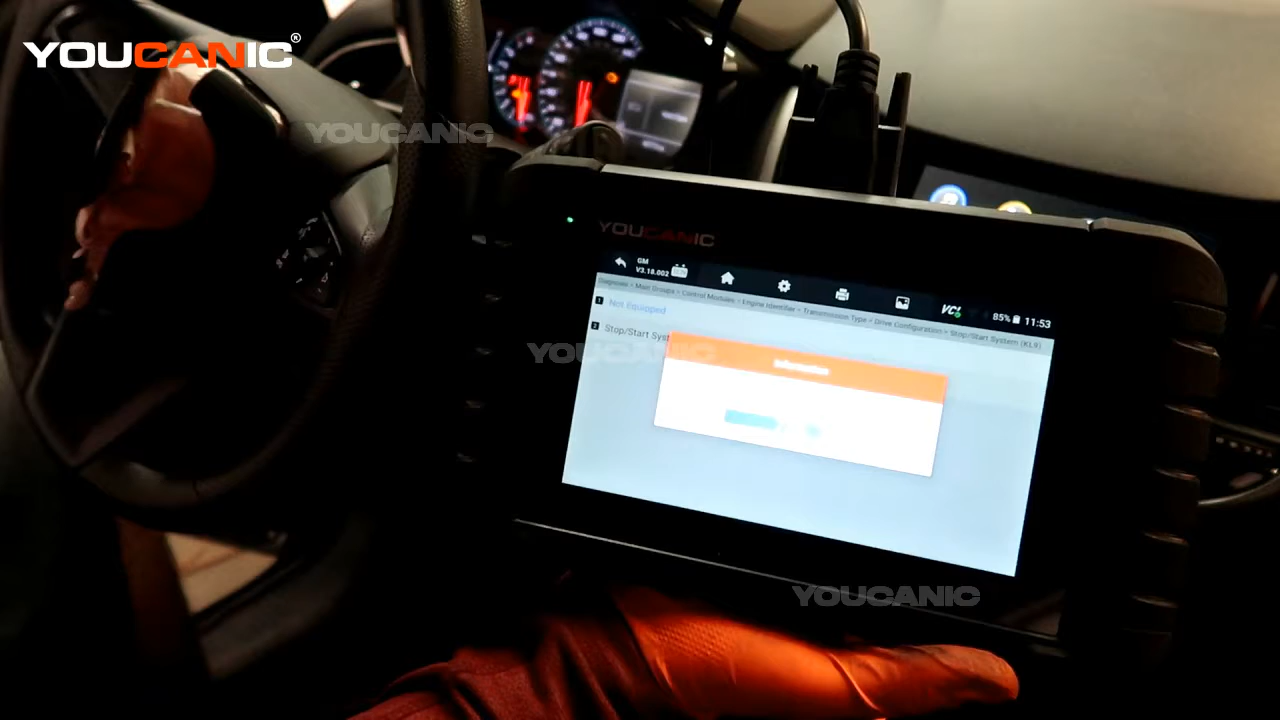 YOUCANIC®
YOUCANIC
YOUCANIC
GM
V3.18.002
VCI
85%
11:53
Diagnosis > Main Groups > Control Modules > Engine Identifier > Transmission Type > Drive Configuration > Stop/Start System (KL9)
1 Not Equipped
2 Stop/Start Syst
YOUCANIC
Information
YOUCANIC